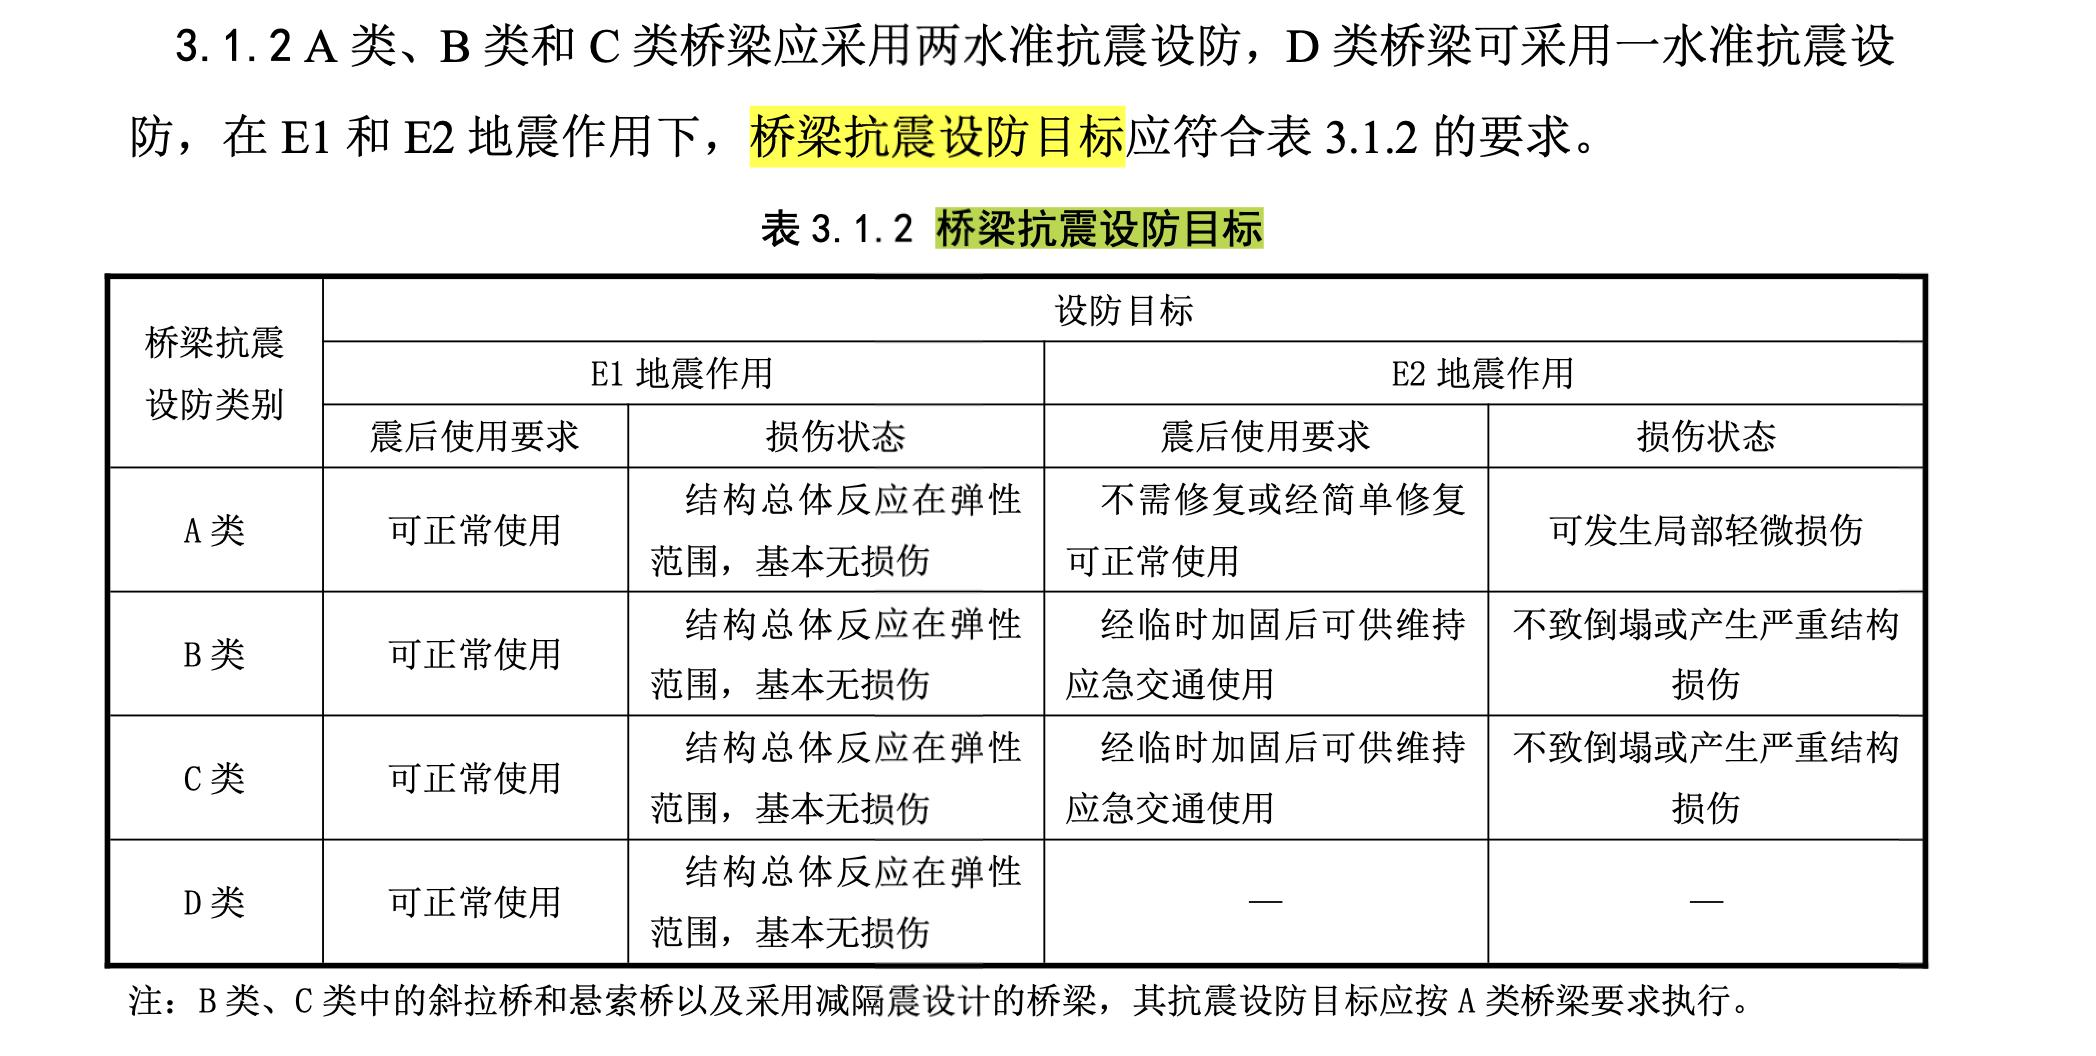 3.1.2 A 类、B 类和 C 类桥梁应采用两水准抗震设防，D 类桥梁可采用一水准抗震设
防，在 E1 和 E2 地震作用下，桥梁抗震设防目标应符合表 3.1.2 的要求。
表 3.1.2 桥梁抗震设防目标
桥梁抗震
设防类别
设防目标
E1 地震作用
E2 地震作用
震后使用要求
损伤状态
震后使用要求
损伤状态
A 类
可正常使用
结构总体反应在弹性
范围，基本无损伤
不需修复或经简单修复
可正常使用
可发生局部轻微损伤
B 类
可正常使用
结构总体反应在弹性
范围，基本无损伤
经临时加固后可供维持
应急交通使用
不致倒塌或产生严重结构
损伤
C 类
可正常使用
结构总体反应在弹性
范围，基本无损伤
经临时加固后可供维持
应急交通使用
不致倒塌或产生严重结构
损伤
D 类
可正常使用
结构总体反应在弹性
范围，基本无损伤
—
—
注：B 类、C 类中的斜拉桥和悬索桥以及采用减隔震设计的桥梁，其抗震设防目标应按 A 类桥梁要求执行。